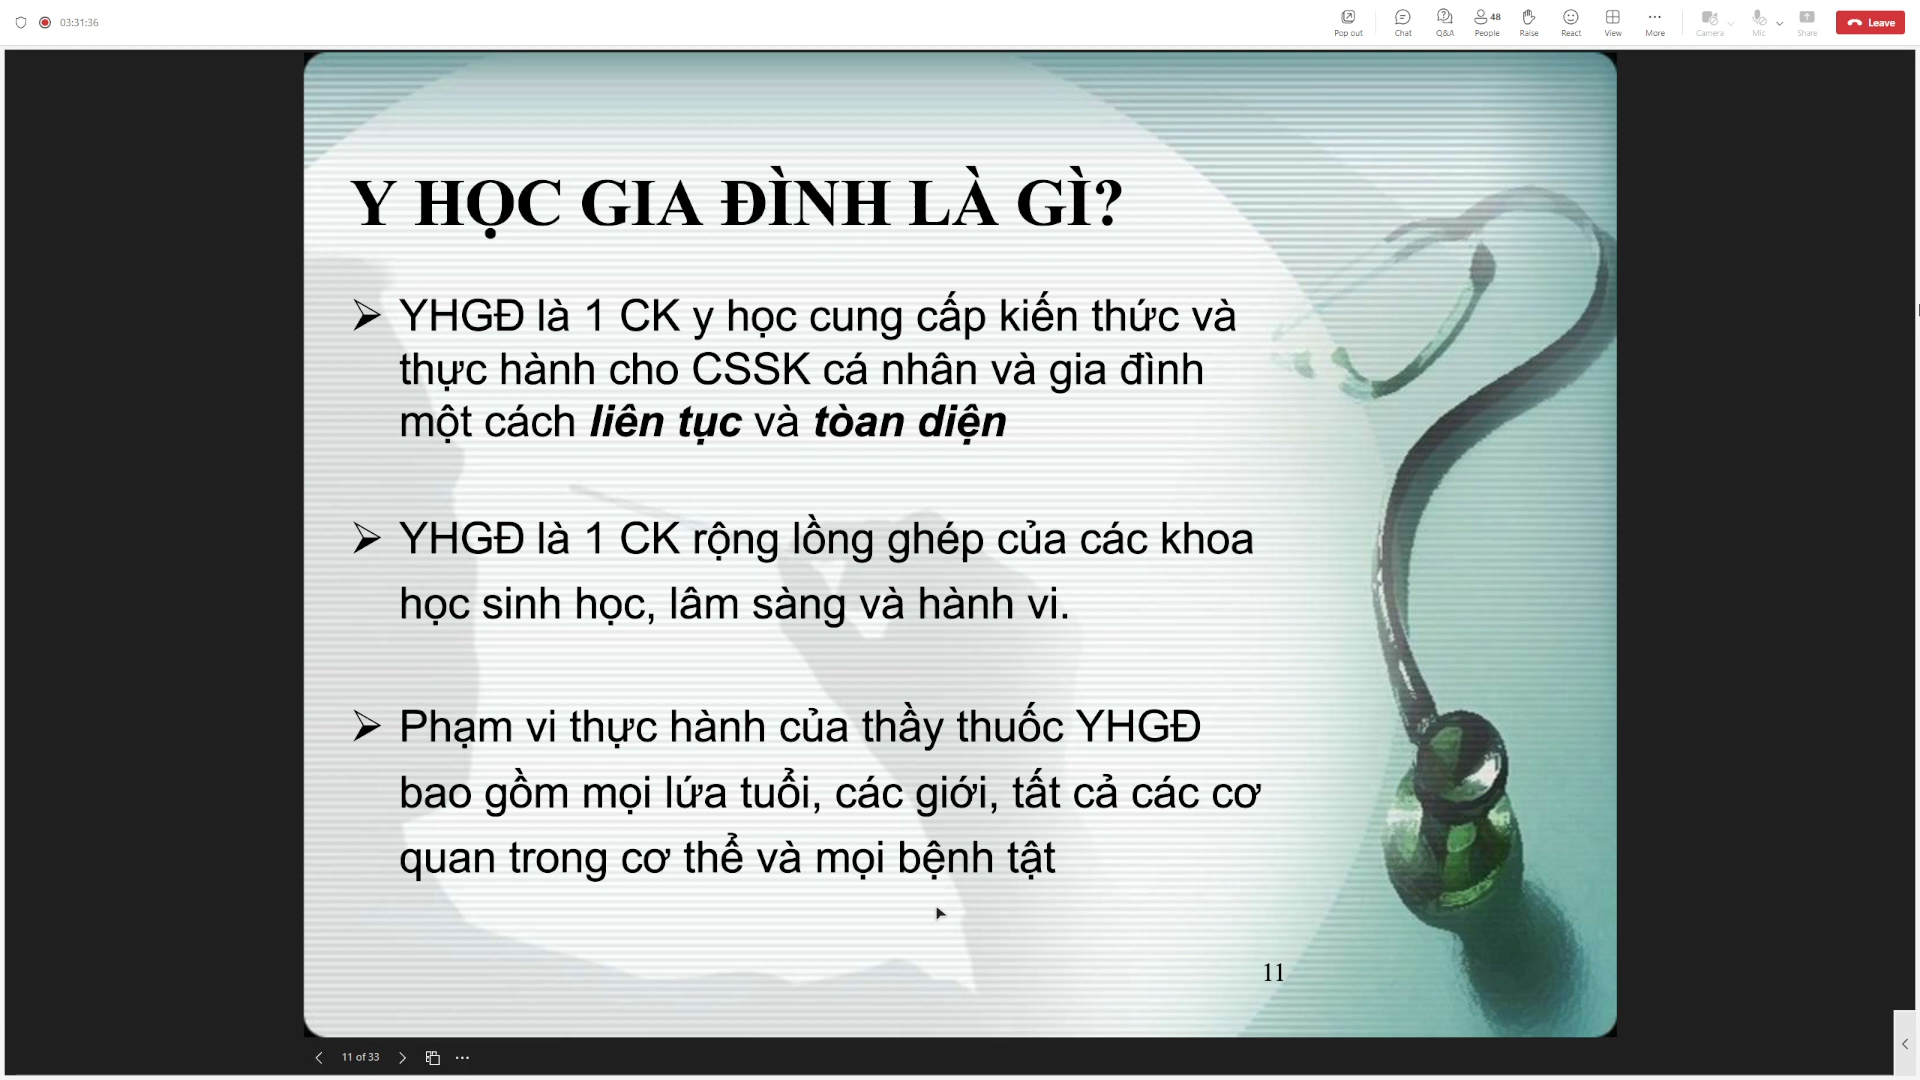 03:31:36
Pop out
Chat
Q&A
48
People
Raise
React
View
More
Camera
Mic
Share
Leave
Y HỌC GIA ĐÌNH LÀ GÌ?
YHGĐ là 1 CK y học cung cấp kiến thức và
thực hành cho CSSK cá nhân và gia đình
một cách liên tục và tòan diện
YHGĐ là 1 CK rộng lồng ghép của các khoa
học sinh học, lâm sàng và hành vi.
Phạm vi thực hành của thầy thuốc YHGĐ
bao gồm mọi lứa tuổi, các giới, tất cả các cơ
quan trong cơ thể và mọi bệnh tật
11
11 of 33